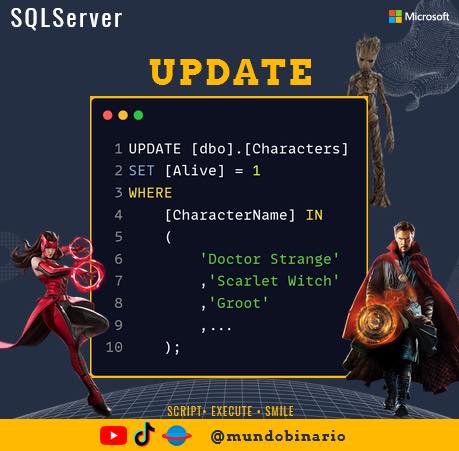 SQLServer
Microsoft
UPDATE
1 UPDATE [dbo].[Characters]
2 SET [Alive] = 1
3 WHERE
4 [CharacterName] IN
5 (
6 'Doctor Strange'
7 ,'Scarlet Witch'
8 ,'Groot'
9 ,...
10 );
SCRIPT• EXECUTE • SMILE
@mundobinario